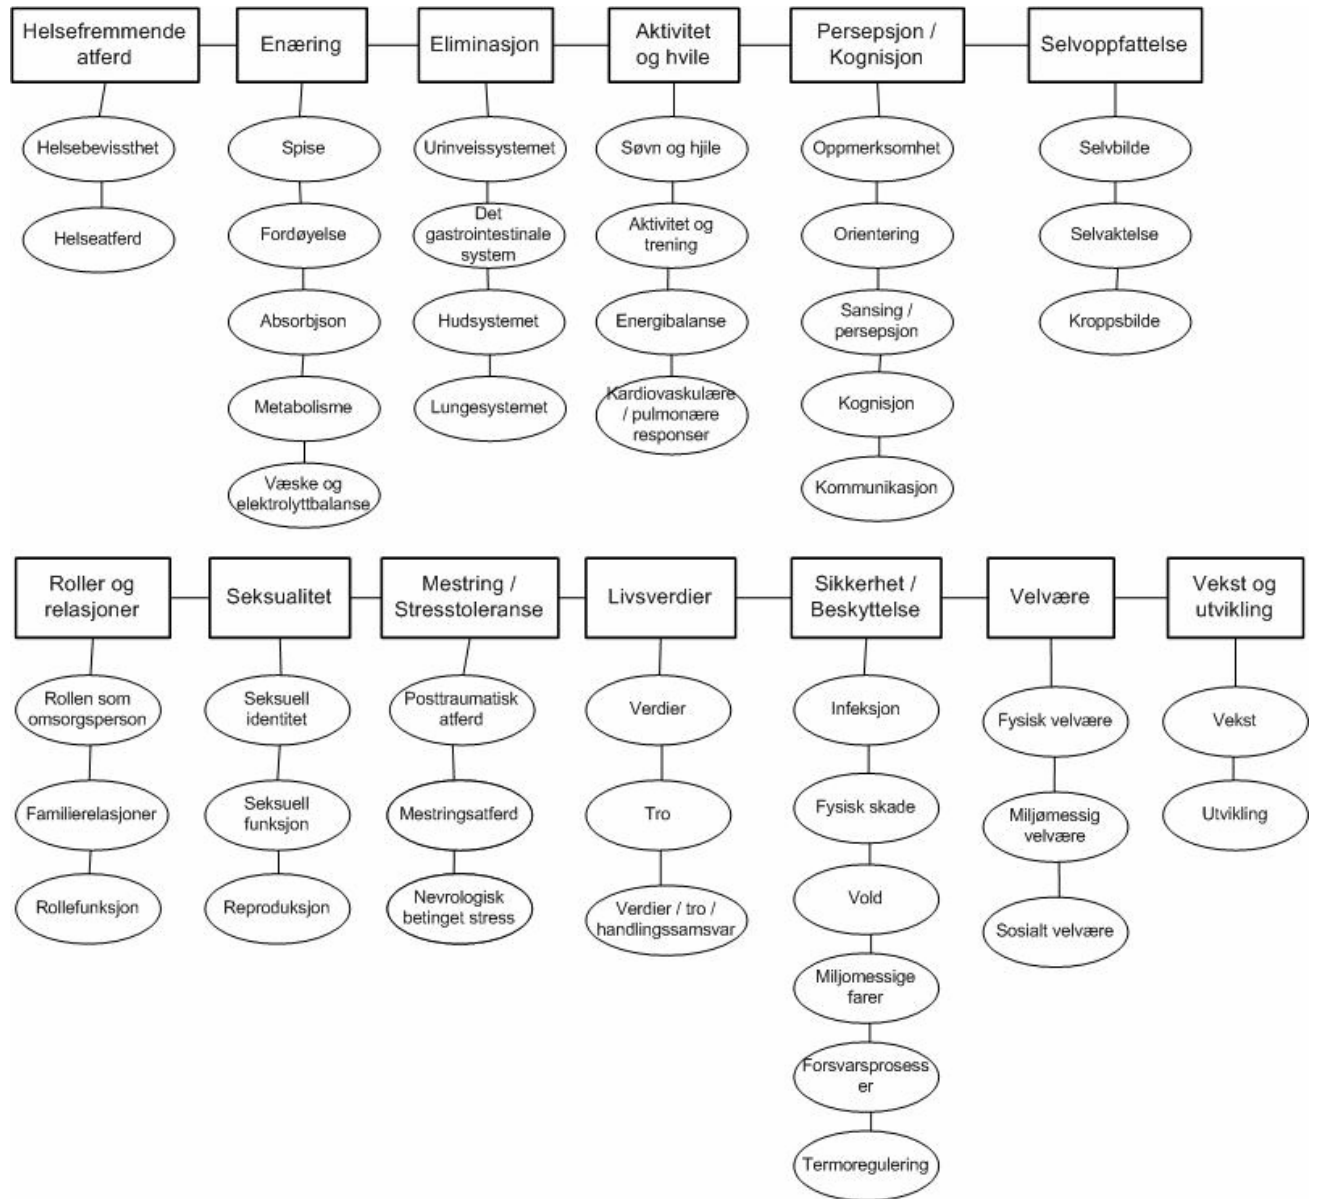 Helsefremmende
atferd
Enæring
Eliminasjon
Aktivitet
og hvile
Persepsjon /
Kognisjon
Selvoppfattelse
Helsebevissthet
Helseatferd
Spise
Fordøyelse
Absorbjson
Metabolisme
Væske og
elektrolyttbalanse
Urinveissystemet
Det
gastrointestinale
system
Hudsystemet
Lungesystemet
Søvn og hjile
Aktivitet og
trening
Energibalanse
Kardiovaskulære
/ pulmonære
responser
Oppmerksomhet
Orientering
Sansing /
persepsjon
Kognisjon
Kommunikasjon
Selvbilde
Selvaktelse
Kroppsbilde
Roller og
relasjoner
Seksualitet
Mestring /
Stresstoleranse
Livsverdier
Sikkerhet /
Beskyttelse
Velvære
Vekst og
utvikling
Rollen som
omsorgsperson
Familierelasjoner
Rollefunksjon
Seksuell
identitet
Seksuell
funksjon
Reproduksjon
Posttraumatisk
atferd
Mestringsatferd
Nevrologisk
betinget stress
Verdier
Tro
Verdier / tro /
handlingssamsvar
Infeksjon
Fysisk skade
Vold
Miljomessige
farer
Forsvarsprosess
er
Termoregulering
Fysisk velvære
Miljømessig
velvære
Sosialt velvære
Vekst
Utvikling